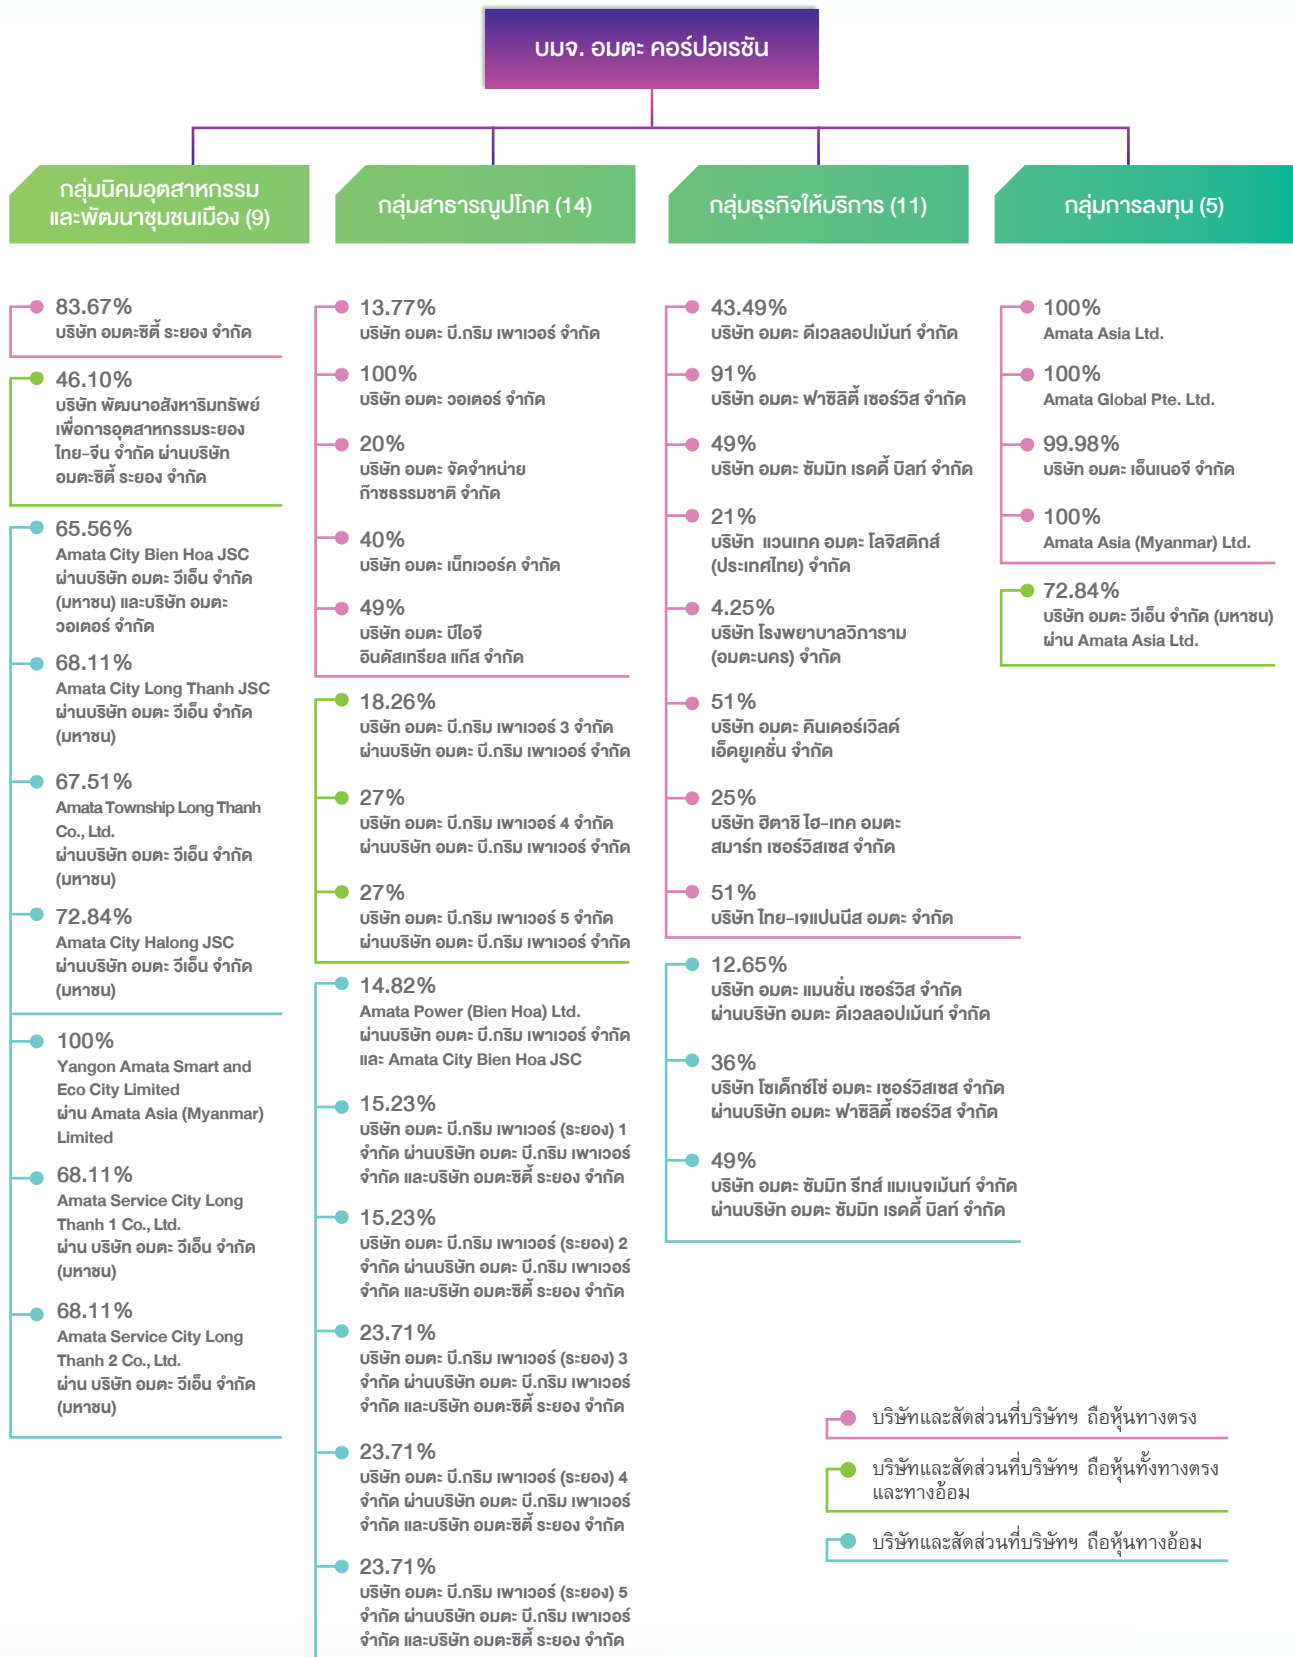 บมจ. อมตะ คอร์ปอเรชัน
กลุ่มนิคมอุตสาหกรรม
และพัฒนาชุมชนเมือง (9)
83.67%
บริษัท อมตะซิตี้ ระยอง จำกัด
46.10%
บริษัท พัฒนาอสังหาริมทรัพย์
เพื่อการอุตสาหกรรมระยอง
ไทย-จีน จำกัด ผ่านบริษัท
อมตะซิตี้ ระยอง จำกัด
65.56%
Amata City Bien Hoa JSC
ผ่านบริษัท อมตะ วีเอ็น จำกัด
(มหาชน) และบริษัท อมตะ
วอเตอร์ จำกัด
68.11%
Amata City Long Thanh JSC
ผ่านบริษัท อมตะ วีเอ็น จำกัด
(มหาชน)
67.51%
Amata Township Long Thanh
Co., Ltd.
ผ่านบริษัท อมตะ วีเอ็น จำกัด
(มหาชน)
72.84%
Amata City Halong JSC
ผ่านบริษัท อมตะ วีเอ็น จำกัด
(มหาชน)
100%
Yangon Amata Smart and
Eco City Limited
ผ่าน Amata Asia (Myanmar)
Limited
68.11%
Amata Service City Long
Thanh 1 Co., Ltd.
ผ่าน บริษัท อมตะ วีเอ็น จำกัด
(มหาชน)
68.11%
Amata Service City Long
Thanh 2 Co., Ltd.
ผ่าน บริษัท อมตะ วีเอ็น จำกัด
(มหาชน)
กลุ่มสาธารณูปโภค (14)
13.77%
บริษัท อมตะ บี.กริม เพาเวอร์ จำกัด
100%
บริษัท อมตะ วอเตอร์ จำกัด
20%
บริษัท อมตะ จัดจำหน่าย
ก๊าซธรรมชาติ จำกัด
40%
บริษัท อมตะ เน็ทเวอร์ค จำกัด
49%
บริษัท อมตะ บีไอจี
อินดัสเทรียล แก๊ส จำกัด
18.26%
บริษัท อมตะ บี.กริม เพาเวอร์ 3 จำกัด
ผ่านบริษัท อมตะ บี.กริม เพาเวอร์ จำกัด
27%
บริษัท อมตะ บี.กริม เพาเวอร์ 4 จำกัด
ผ่านบริษัท อมตะ บี.กริม เพาเวอร์ จำกัด
27%
บริษัท อมตะ บี.กริม เพาเวอร์ 5 จำกัด
ผ่านบริษัท อมตะ บี.กริม เพาเวอร์ จำกัด
14.82%
Amata Power (Bien Hoa) Ltd.
ผ่านบริษัท อมตะ บี.กริม เพาเวอร์ จำกัด
และ Amata City Bien Hoa JSC
15.23%
บริษัท อมตะ บี.กริม เพาเวอร์ (ระยอง) 1
จำกัด ผ่านบริษัท อมตะ บี.กริม เพาเวอร์
จำกัด และบริษัท อมตะซิตี้ ระยอง จำกัด
15.23%
บริษัท อมตะ บี.กริม เพาเวอร์ (ระยอง) 2
จำกัด ผ่านบริษัท อมตะ บี.กริม เพาเวอร์
จำกัด และบริษัท อมตะซิตี้ ระยอง จำกัด
23.71%
บริษัท อมตะ บี.กริม เพาเวอร์ (ระยอง) 3
จำกัด ผ่านบริษัท อมตะ บี.กริม เพาเวอร์
จำกัด และบริษัท อมตะซิตี้ ระยอง จำกัด
23.71%
บริษัท อมตะ บี.กริม เพาเวอร์ (ระยอง) 4
จำกัด ผ่านบริษัท อมตะ บี.กริม เพาเวอร์
จำกัด และบริษัท อมตะซิตี้ ระยอง จำกัด
23.71%
บริษัท อมตะ บี.กริม เพาเวอร์ (ระยอง) 5
จำกัด ผ่านบริษัท อมตะ บี.กริม เพาเวอร์
จำกัด และบริษัท อมตะซิตี้ ระยอง จำกัด
กลุ่มธุรกิจให้บริการ (11)
43.49%
บริษัท อมตะ ดีเวลลอปเม้นท์ จำกัด
91%
บริษัท อมตะ ฟาซิลิตี้ เซอร์วิส จำกัด
49%
บริษัท อมตะ ซัมมิท เรดดี้ บิลท์ จำกัด
21%
บริษัท แวนเทค อมตะ โลจิสติกส์
(ประเทศไทย) จำกัด
4.25%
บริษัท โรงพยาบาลวิภาราม
(อมตะนคร) จำกัด
51%
บริษัท อมตะ คินเดอร์เวิลด์
เอ็ดยูเคชั่น จำกัด
25%
บริษัท ฮิตาชิ ไฮ-เทค อมตะ
สมาร์ท เซอร์วิสเซส จำกัด
51%
บริษัท ไทย-เจแปนนีส อมตะ จำกัด
12.65%
บริษัท อมตะ แมนชั่น เซอร์วิส จำกัด
ผ่านบริษัท อมตะ ดีเวลลอปเม้นท์ จำกัด
36%
บริษัท โซเด็กซ์โซ่ อมตะ เซอร์วิสเซส จำกัด
ผ่านบริษัท อมตะ ฟาซิลิตี้ เซอร์วิส จำกัด
49%
บริษัท อมตะ ซัมมิท รีทส์ แมเนจเม้นท์ จำกัด
ผ่านบริษัท อมตะ ซัมมิท เรดดี้ บิลท์ จำกัด
กลุ่มการลงทุน (5)
100%
Amata Asia Ltd.
100%
Amata Global Pte. Ltd.
99.98%
บริษัท อมตะ เอ็นเนอจี จำกัด
100%
Amata Asia (Myanmar) Ltd.
72.84%
บริษัท อมตะ วีเอ็น จำกัด (มหาชน)
ผ่าน Amata Asia Ltd.
บริษัทและสัดส่วนที่บริษัทฯ ถือหุ้นทางตรง
บริษัทและสัดส่วนที่บริษัทฯ ถือหุ้นทั้งทางตรง
และทางอ้อม
บริษัทและสัดส่วนที่บริษัทฯ ถือหุ้นทางอ้อม